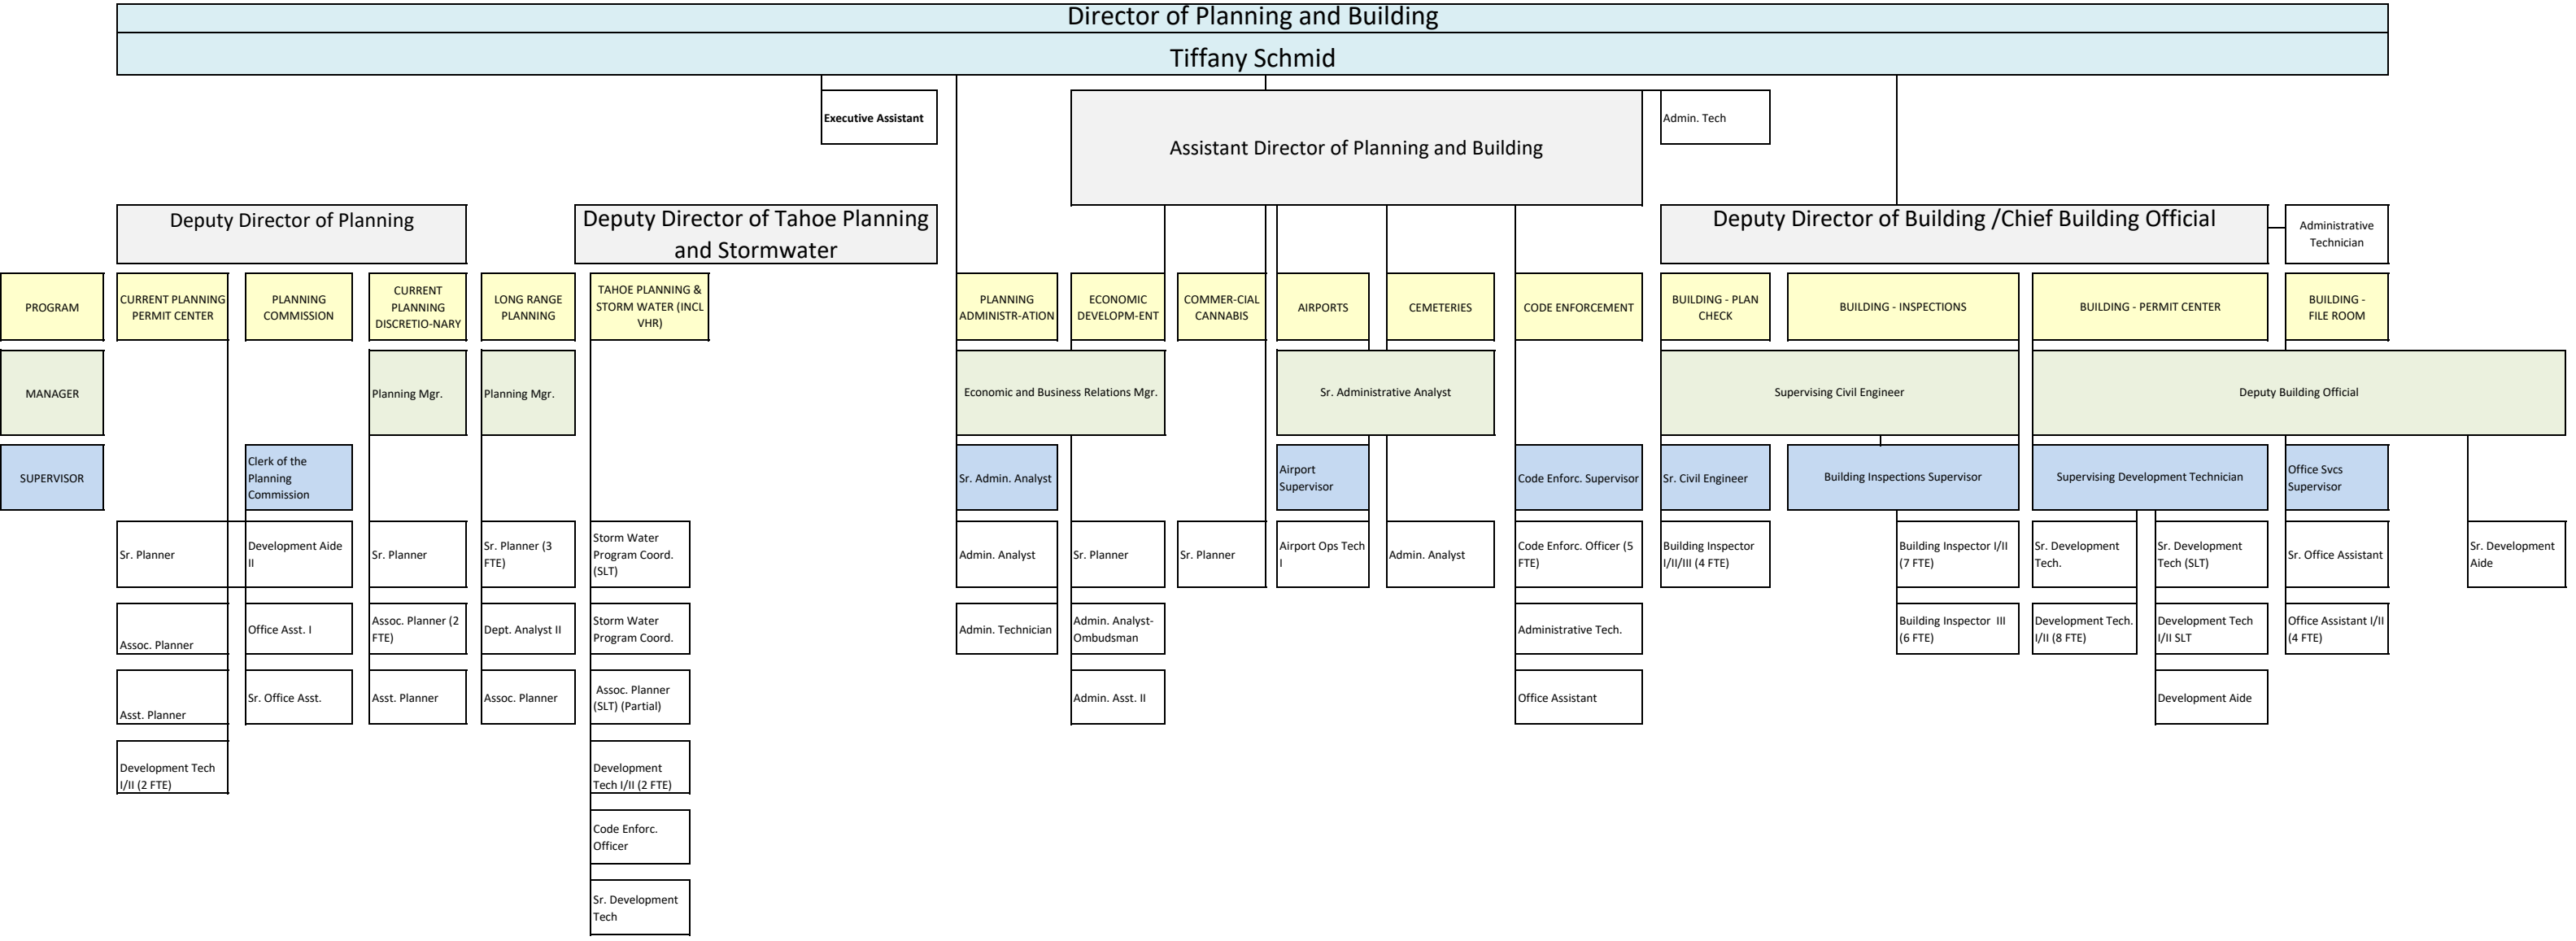 Director of Planning and Building
Tiffany Schmid
Executive Assistant
Assistant Director of Planning and Building
Admin. Tech
Deputy Director of Planning
Deputy Director of Tahoe Planning
and Stormwater
Deputy Director of Building /Chief Building Official
Administrative
Technician
PROGRAM
CURRENT PLANNING
PERMIT CENTER
PLANNING
COMMISSION
CURRENT
PLANNING
DISCRETIO-NARY
LONG RANGE
PLANNING
TAHOE PLANNING &
STORM WATER (INCL
VHR)
PLANNING
ADMINISTR-ATION
ECONOMIC
DEVELOPM-ENT
COMMER-CIAL
CANNABIS
AIRPORTS
CEMETERIES
CODE ENFORCEMENT
BUILDING - PLAN
CHECK
BUILDING - INSPECTIONS
BUILDING - PERMIT CENTER
BUILDING -
FILE ROOM
MANAGER
Planning Mgr.
Planning Mgr.
Economic and Business Relations Mgr.
Sr. Administrative Analyst
Supervising Civil Engineer
Deputy Building Official
SUPERVISOR
Clerk of the
Planning
Commission
Sr. Admin. Analyst
Airport
Supervisor
Code Enforc. Supervisor
Sr. Civil Engineer
Building Inspections Supervisor
Supervising Development Technician
Office Svcs
Supervisor
Sr. Planner
Development Aide
II
Sr. Planner
Sr. Planner (3
FTE)
Storm Water
Program Coord.
(SLT)
Admin. Analyst
Sr. Planner
Sr. Planner
Airport Ops Tech
I
Admin. Analyst
Code Enforc. Officer (5
FTE)
Building Inspector
I/II/III (4 FTE)
Building Inspector I/II
(7 FTE)
Sr. Development
Tech.
Sr. Development
Tech (SLT)
Sr. Office Assistant
Sr. Development
Aide
Assoc. Planner
Office Asst. I
Assoc. Planner (2
FTE)
Dept. Analyst II
Storm Water
Program Coord.
Admin. Technician
Admin. Analyst-
Ombudsman
Administrative Tech.
Building Inspector III
(6 FTE)
Development Tech.
I/II (8 FTE)
Development Tech
I/II SLT
Office Assistant I/II
(4 FTE)
Asst. Planner
Sr. Office Asst.
Asst. Planner
Assoc. Planner
Assoc. Planner
(SLT) (Partial)
Admin. Asst. II
Office Assistant
Development Aide
Development Tech
I/II (2 FTE)
Development
Tech I/II (2 FTE)
Code Enforc.
Officer
Sr. Development
Tech